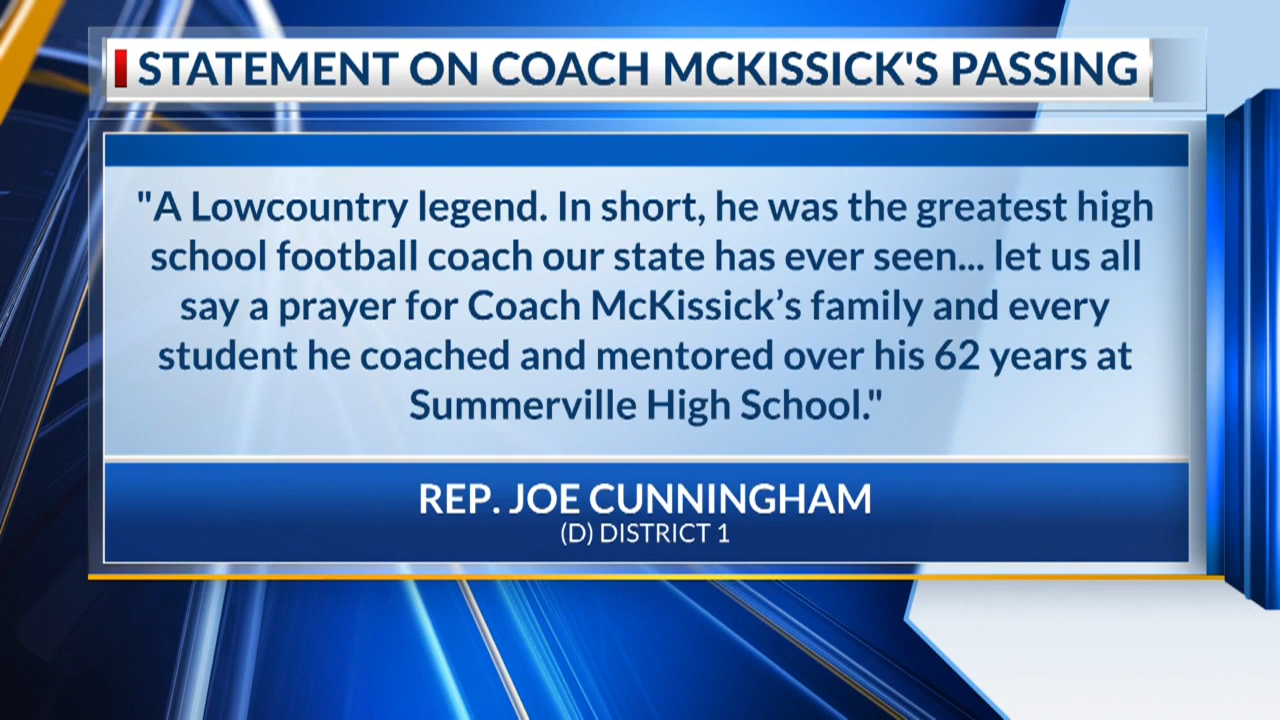 STATEMENT ON COACH MCKISSICK'S PASSING
"A Lowcountry legend. In short, he was the greatest high
school football coach our state has ever seen... let us all
say a prayer for Coach McKissick’s family and every
student he coached and mentored over his 62 years at
Summerville High School."
REP. JOE CUNNINGHAM
(D) DISTRICT 1